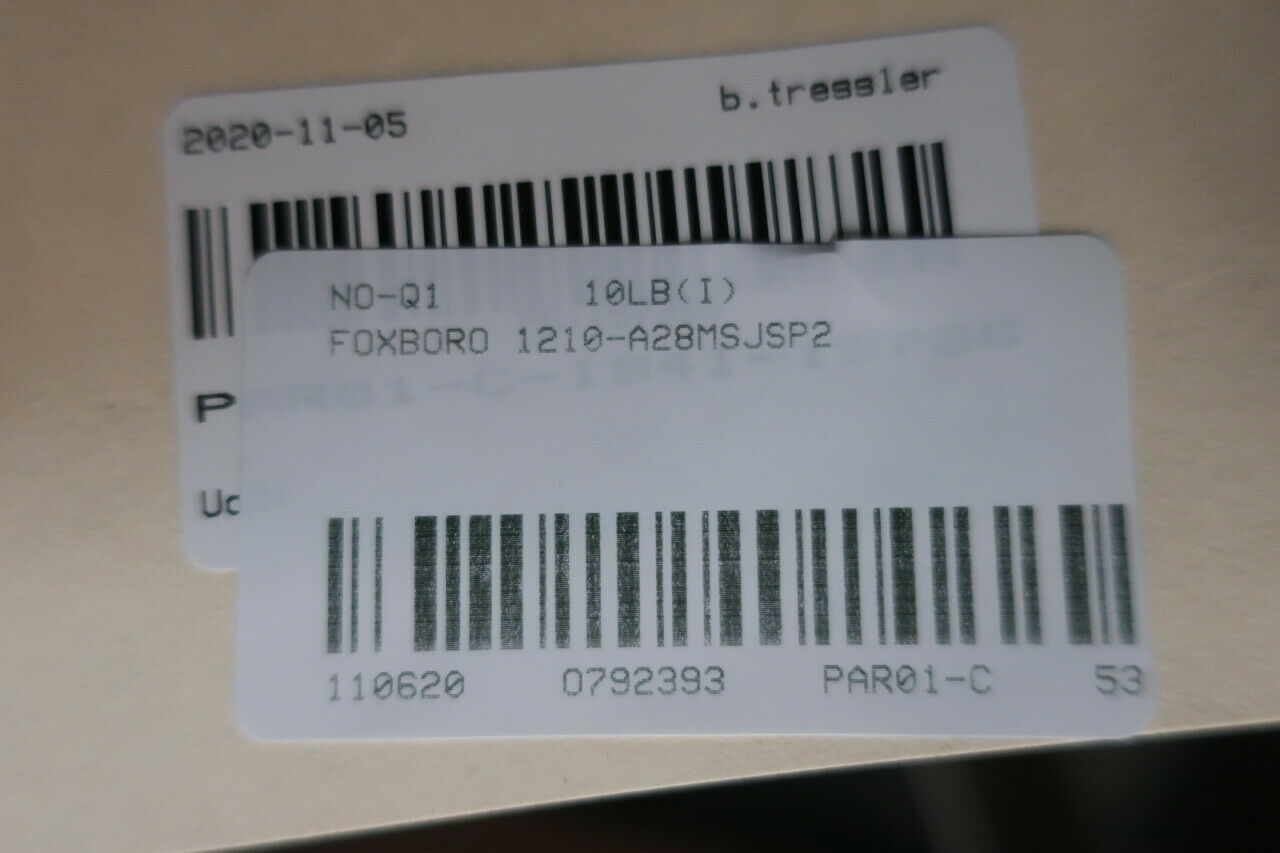 2020-11-05 b.tressler
NO-Q1 10LB(I)
FOXBORO 1210-A28MSJSP2
P
110620 0792393 PAR01-C 53